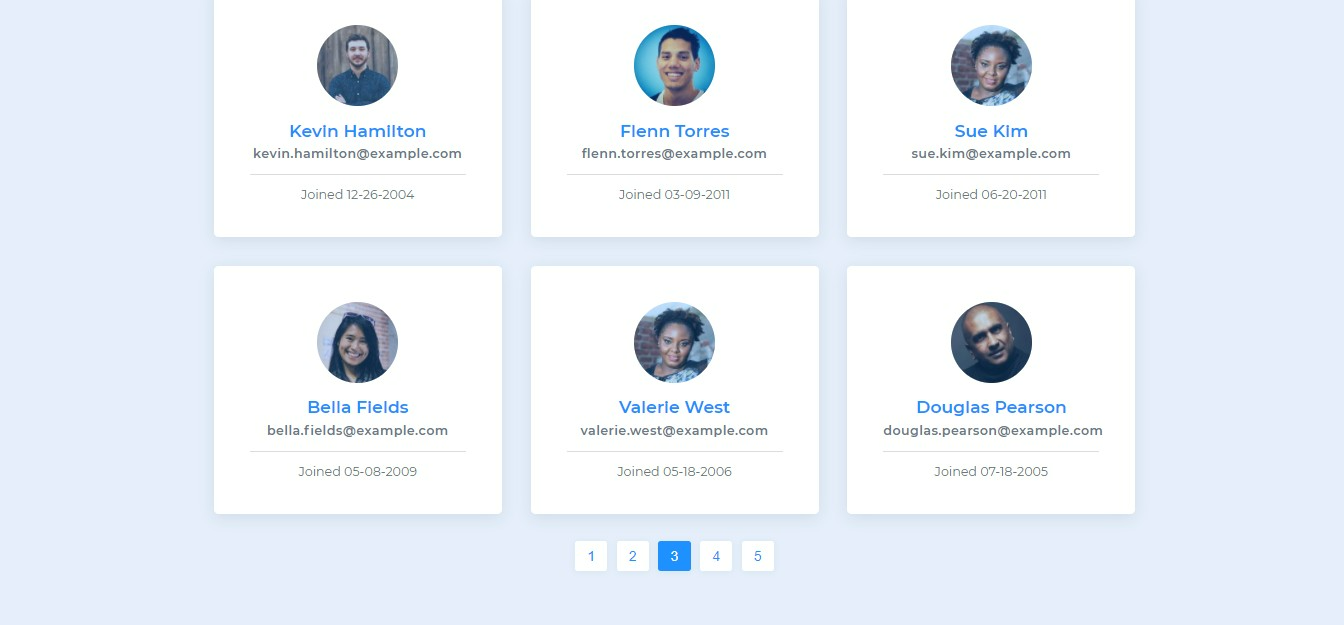 Kevin Hamilton
Flenn Torres
Sue Kim
kevin.hamilton@example.com
flenn.torres@example.com
sue.kim@example.com
Joined 12-26-2004
Joined 03-09-2011
Joined 06-20-2011
Bella Fields
Valerie West
Douglas Pearson
bella.fields@example.com
valerie.west@example.com
douglas.pearson@example.com
Joined 05-08-2009
Joined 05-18-2006
Joined 07-18-2005
1 2 3 4 5